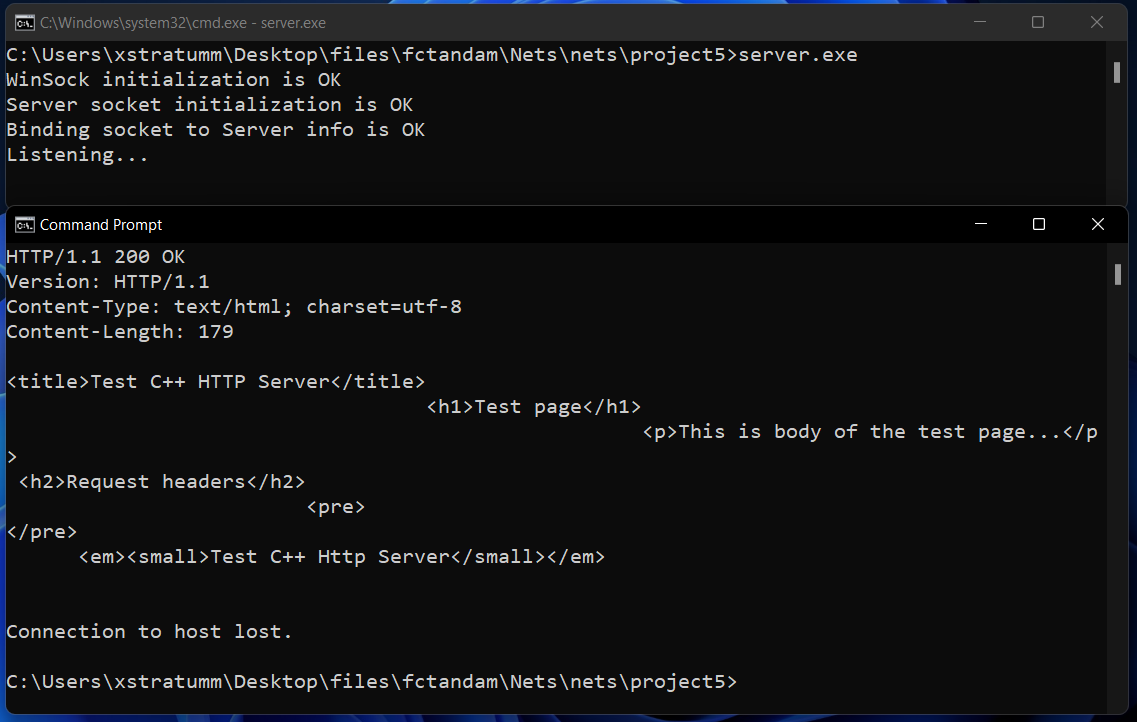 C:\Windows\system32\cmd.exe - server.exe
C:\Users\xstratumm\Desktop\files\fctandam\Nets\nets\project5>server.exe
WinSock initialization is OK
Server socket initialization is OK
Binding socket to Server info is OK
Listening...
Command Prompt
HTTP/1.1 200 OK
Version: HTTP/1.1
Content-Type: text/html; charset=utf-8
Content-Length: 179
<title>Test C++ HTTP Server</title>
<h1>Test page</h1>
<p>This is body of the test page...</p
>
<h2>Request headers</h2>
<pre>
</pre>
<em><small>Test C++ Http Server</small></em>
Connection to host lost.
C:\Users\xstratumm\Desktop\files\fctandam\Nets\nets\project5>